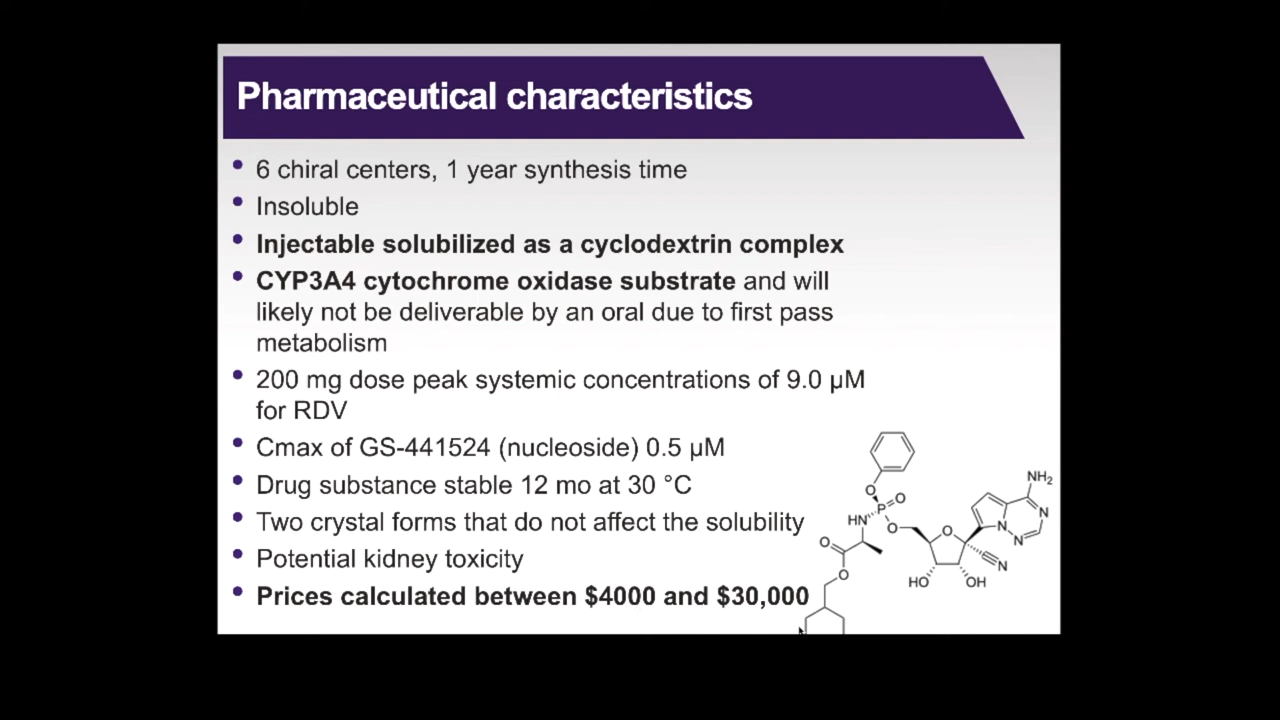 Pharmaceutical characteristics
• 6 chiral centers, 1 year synthesis time
• Insoluble
• Injectable solubilized as a cyclodextrin complex
• CYP3A4 cytochrome oxidase substrate and will
likely not be deliverable by an oral due to first pass
metabolism
• 200 mg dose peak systemic concentrations of 9.0 µM
for RDV
• Cmax of GS-441524 (nucleoside) 0.5 µM
• Drug substance stable 12 mo at 30 °C
• Two crystal forms that do not affect the solubility
• Potential kidney toxicity
• Prices calculated between $4000 and $30,000
NH₂
O
O
P
HN
O
O
N
N
N
O
N
O
HO
OH